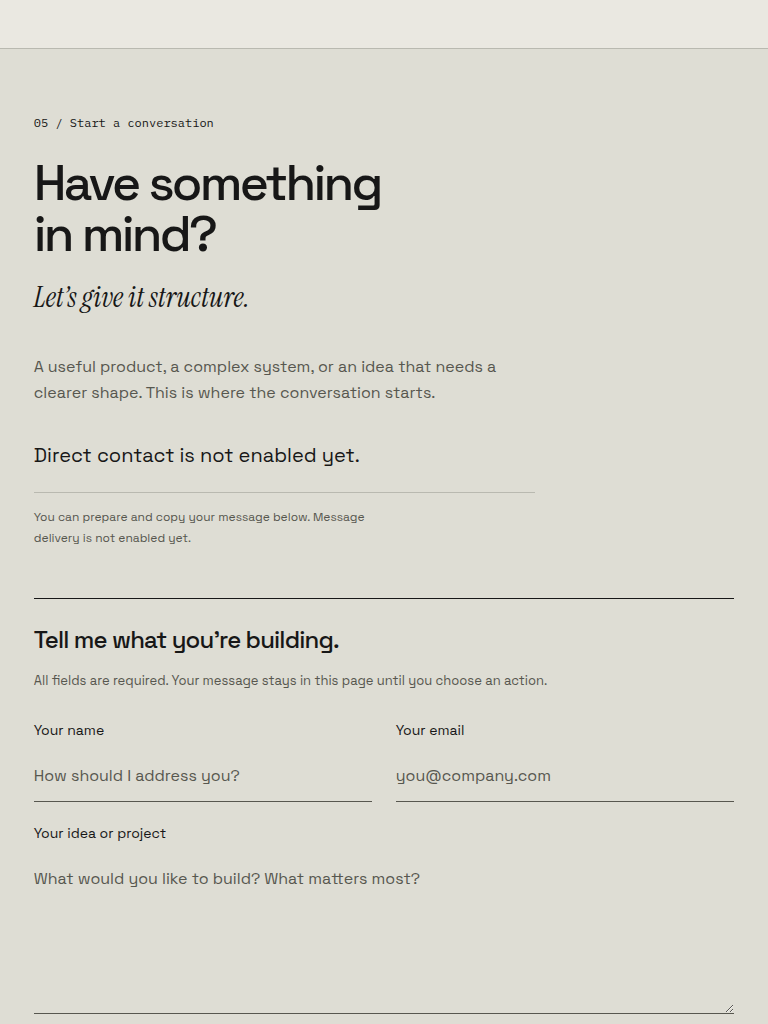 05 / Start a conversation
Have something
in mind?
Let’s give it structure.
A useful product, a complex system, or an idea that needs a
clearer shape. This is where the conversation starts.
Direct contact is not enabled yet.
You can prepare and copy your message below. Message
delivery is not enabled yet.
Tell me what you’re building.
All fields are required. Your message stays in this page until you choose an action.
Your name
Your email
How should I address you?
you@company.com
Your idea or project
What would you like to build? What matters most?